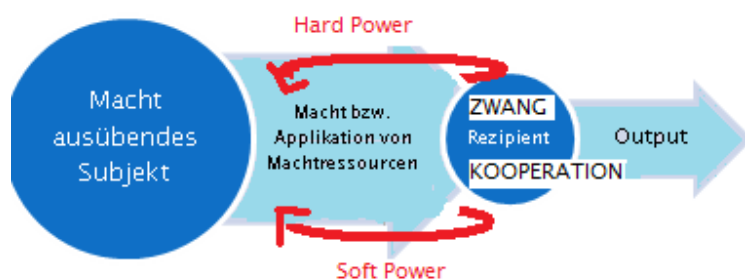 Hard Power
Macht
ausübendes
Subjekt
Macht bzw.
Applikation von
Machtressourcen
ZWANG
Rezipient
KOOPERATION
Output
Soft Power